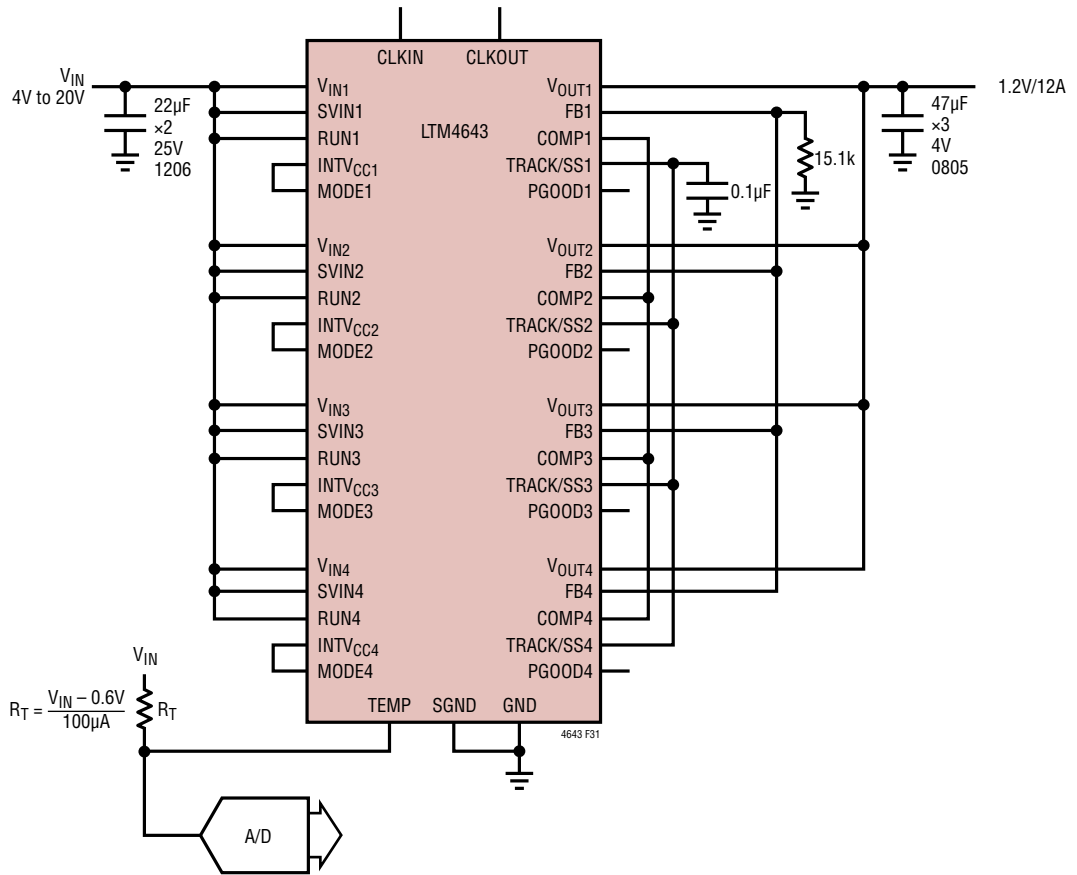 CLKIN CLKOUT
VIN
4V to 20V
22µF
×2
25V
1206
LTM4643
VIN1
SVIN1
RUN1
INTVCC1
MODE1
VIN2
SVIN2
RUN2
INTVCC2
MODE2
VIN3
SVIN3
RUN3
INTVCC3
MODE3
VIN4
SVIN4
RUN4
INTVCC4
MODE4
VOUT1
FB1
COMP1
TRACK/SS1
PGOOD1
VOUT2
FB2
COMP2
TRACK/SS2
PGOOD2
VOUT3
FB3
COMP3
TRACK/SS3
PGOOD3
VOUT4
FB4
COMP4
TRACK/SS4
PGOOD4
0.1µF
15.1k
47µF
×3
4V
0805
1.2V/12A
TEMP SGND GND
4643 F31
VIN
RT = VIN – 0.6V
100µA
RT
A/D